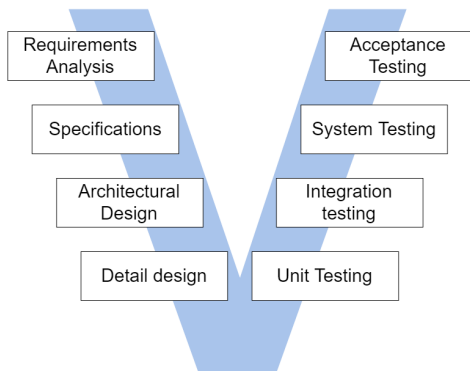 Requirements
Analysis
Acceptance
Testing
Specifications
System Testing
Architectural
Design
Integration
testing
Detail design
Unit Testing